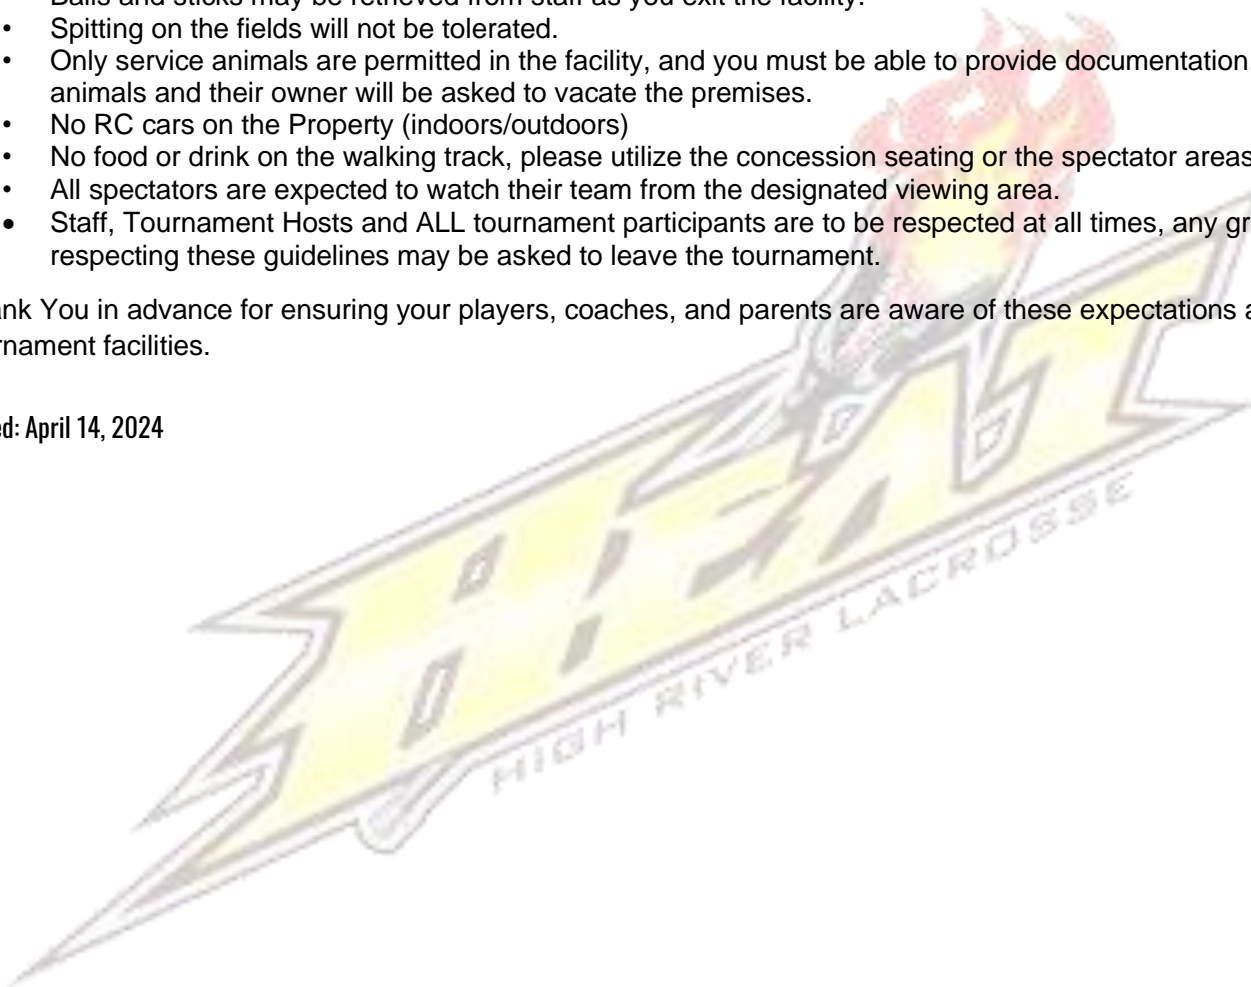 Balls and sticks may be retrieved from staff as you exit the facility.
• Spitting on the fields will not be tolerated.
• Only service animals are permitted in the facility, and you must be able to provide documentation.
animals and their owner will be asked to vacate the premises.
• No RC cars on the Property (indoors/outdoors)
• No food or drink on the walking track, please utilize the concession seating or the spectator areas
• All spectators are expected to watch their team from the designated viewing area.
• Staff, Tournament Hosts and ALL tournament participants are to be respected at all times, any gr
respecting these guidelines may be asked to leave the tournament.
ank You in advance for ensuring your players, coaches, and parents are aware of these expectations a
rnament facilities.
ed: April 14, 2024
HEAT
HIGH RIVER LACROSSE